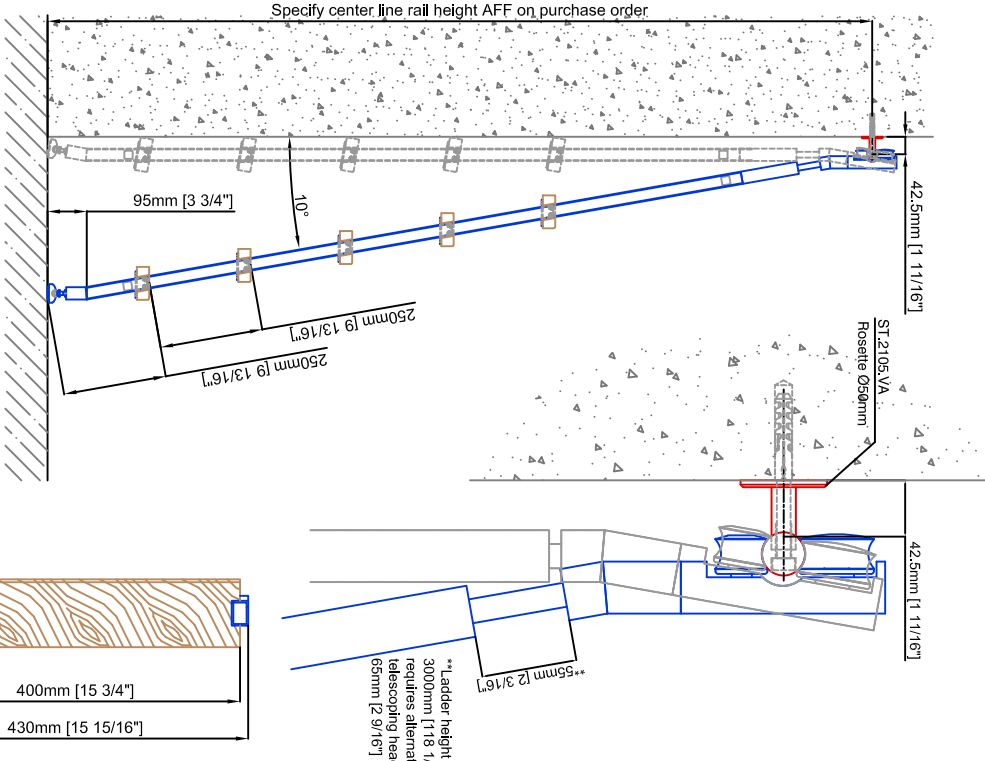 Specify center line rail height AFF on purchase order
95mm [3 3/4"]
10°
42.5mm [1 11/16"]
250mm [9 13/16"]
250mm [9 13/16"]
ST.2105.VA
Rosette Ø50mm
42.5mm [1 11/16"]
**55mm [2 3/16"]
**Ladder height
3000mm [118 1/
requires alternat
telescoping hea
65mm [2 9/16"]
400mm [15 3/4"]
430mm [15 15/16"]